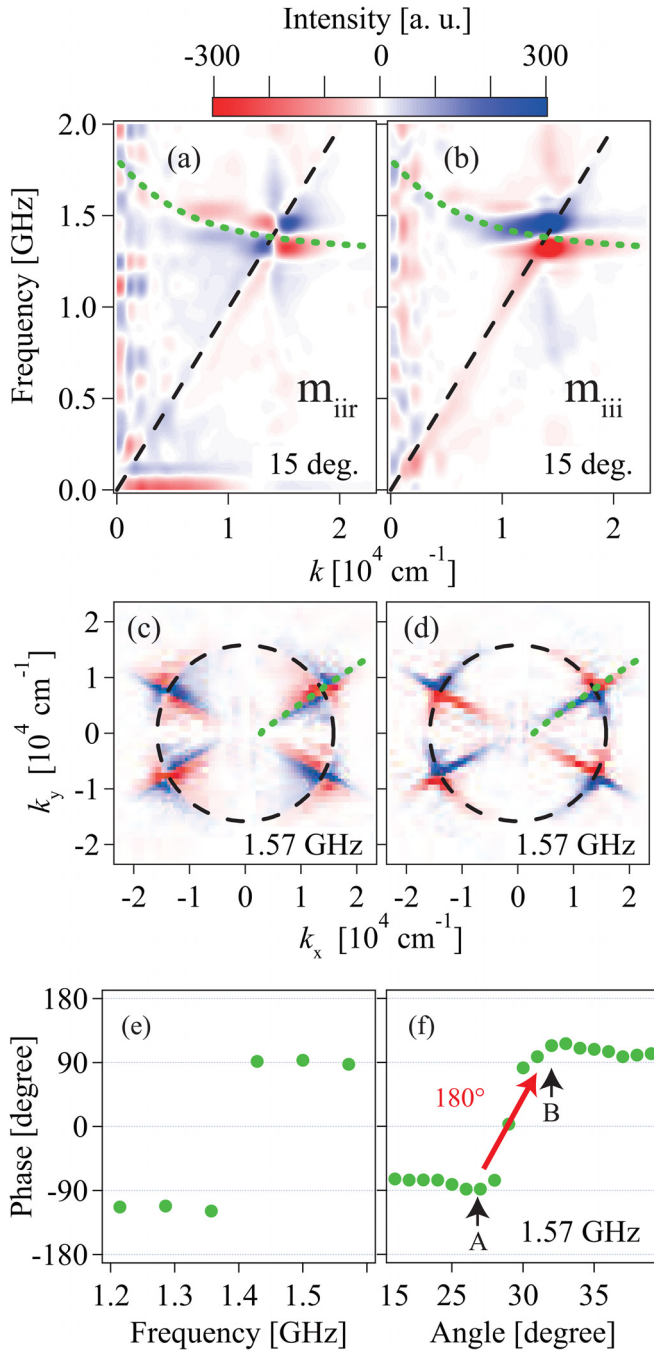 Intensity [a. u.]
-300 0 300
2.0 (a) (b)
1.5
Frequency [GHz]
1.0
0.5 m_iir m_iii
0.0 15 deg. 15 deg.
0 1 2 0 1 2
k [10^4 cm^-1]
2 (c) (d)
1
k_y [10^4 cm^-1]
0
-1
-2 1.57 GHz 1.57 GHz
-2 -1 0 1 2 -2 -1 0 1 2
k_x [10^4 cm^-1]
180 (e) (f)
90
Phase [degree]
0 180° B
-90
-180 A 1.57 GHz
1.2 1.3 1.4 1.5 15 20 25 30 35
Frequency [GHz] Angle [degree]